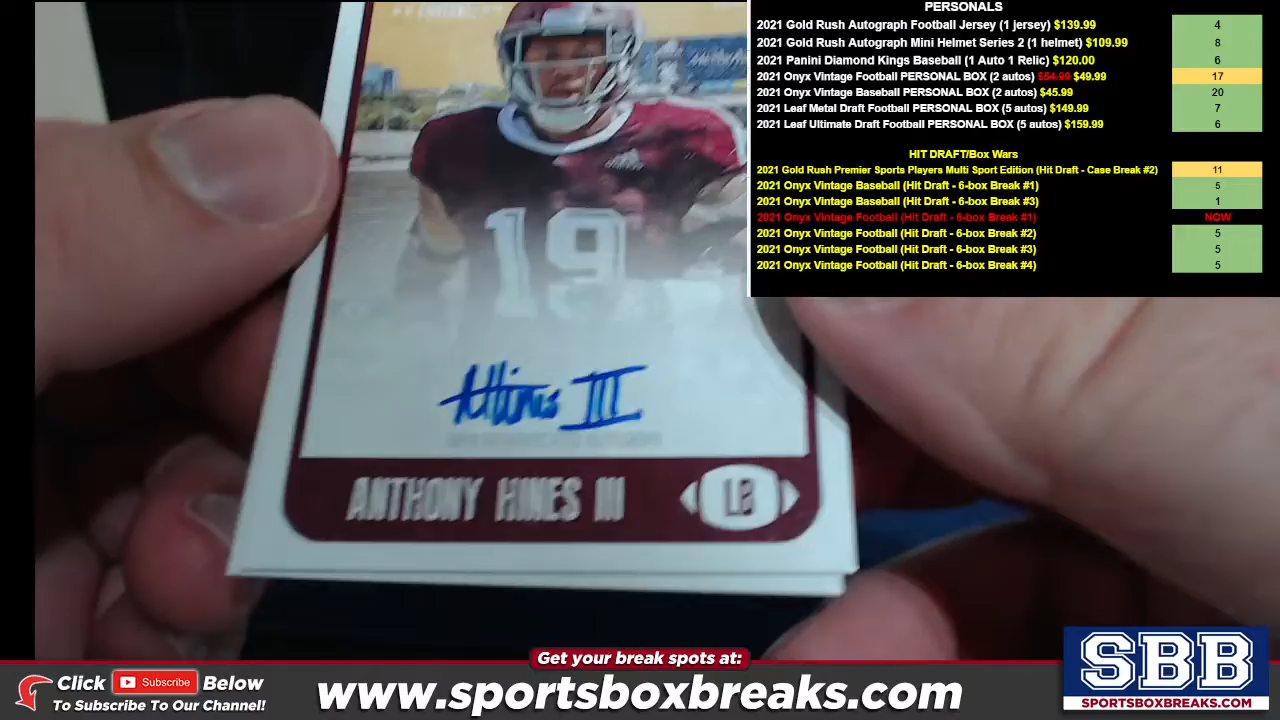 PERSONALS
2021 Gold Rush Autograph Football Jersey (1 jersey) $139.99 4
2021 Gold Rush Autograph Mini Helmet Series 2 (1 helmet) $109.99 8
2021 Panini Diamond Kings Baseball (1 Auto 1 Relic) $120.00 6
2021 Onyx Vintage Football PERSONAL BOX (2 autos) $54.99 $49.99 17
2021 Onyx Vintage Baseball PERSONAL BOX (2 autos) $45.99 20
2021 Leaf Metal Draft Football PERSONAL BOX (5 autos) $149.99 7
2021 Leaf Ultimate Draft Football PERSONAL BOX (5 autos) $159.99 6
HIT DRAFT/Box Wars
2021 Gold Rush Premier Sports Players Multi Sport Edition (Hit Draft - Case Break #2) 11
2021 Onyx Vintage Baseball (Hit Draft - 6-box Break #1) 5
2021 Onyx Vintage Baseball (Hit Draft - 6-box Break #3) 1
2021 Onyx Vintage Football (Hit Draft - 6-box Break #1) NOW
2021 Onyx Vintage Football (Hit Draft - 6-box Break #2) 5
2021 Onyx Vintage Football (Hit Draft - 6-box Break #3) 5
2021 Onyx Vintage Football (Hit Draft - 6-box Break #4) 5
19
AHines III
ANTHONY HINES III LB
Get your break spots at:
Click Subscribe Below
To Subscribe To Our Channel!
www.sportsboxbreaks.com
SBB
SPORTSBOXBREAKS.COM